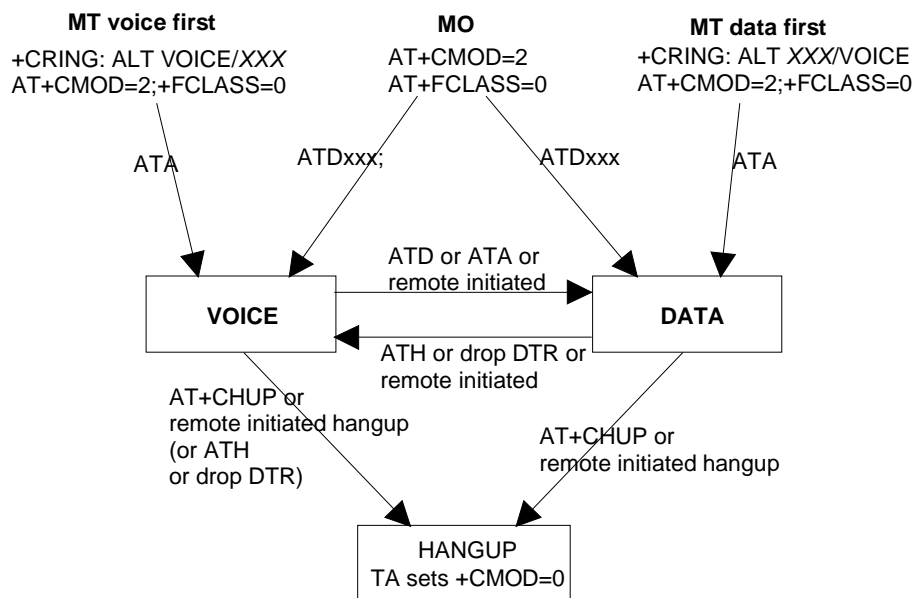 MT voice first
+CRING: ALT VOICE/XXX
AT+CMOD=2;+FCLASS=0
MO
AT+CMOD=2
AT+FCLASS=0
MT data first
+CRING: ALT XXX/VOICE
AT+CMOD=2;+FCLASS=0
ATA
ATDxxx;
ATDxxx
ATA
ATD or ATA or
remote initiated
VOICE
DATA
ATH or drop DTR or
remote initiated
AT+CHUP or
remote initiated hangup
(or ATH
or drop DTR)
AT+CHUP or
remote initiated hangup
HANGUP
TA sets +CMOD=0